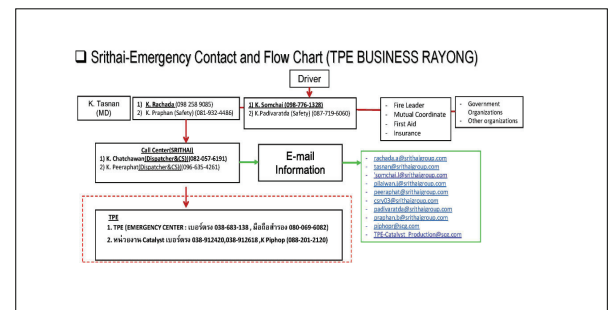 ❑ Srithai-Emergency Contact and Flow Chart (TPE BUSINESS RAYONG)
Driver
K. Tasnan
(MD)
1) K. Rachada (098 258 9085)
2) K. Praphan (Safety) (081-932-4486)
1) K. Somchai (098-776-1328)
2) K.Padivaratda (Safety) (087-719-6060)
- Fire Leader
- Mutual Coordinate
- First Aid
- Insurance
- Government Organizations
- Other organizations
Call Center(SRITHAI)
1) K. Chatchawan(Dispatcher&CS)(082-057-6191)
2) K. Peeraphat(Dispatcher&CS)(096-635-4261)
E-mail
Information
- rachada.a@srithaigroup.com
- tasnan@srithaigroup.com
- somchai.l@srithaigroup.com
- pilaiwan.j@srithaigroup.com
- peeraphat@srithaigroup.com
- csry03@srithaigroup.com
- padivaratda@srithaigroup.com
- praphan.b@srithaigroup.com
- piphopr@scg.com
- TPE-Catalyst_Production@scg.com
TPE
1. TPE (EMERGENCY CENTER : เบอร์ตรง 038-683-138 , มือถือสำรอง 080-069-6082)
2. หน่วยงาน Catalyst เบอร์ตรง 038-912420,038-912618 ,K Piphop (088-201-2120)